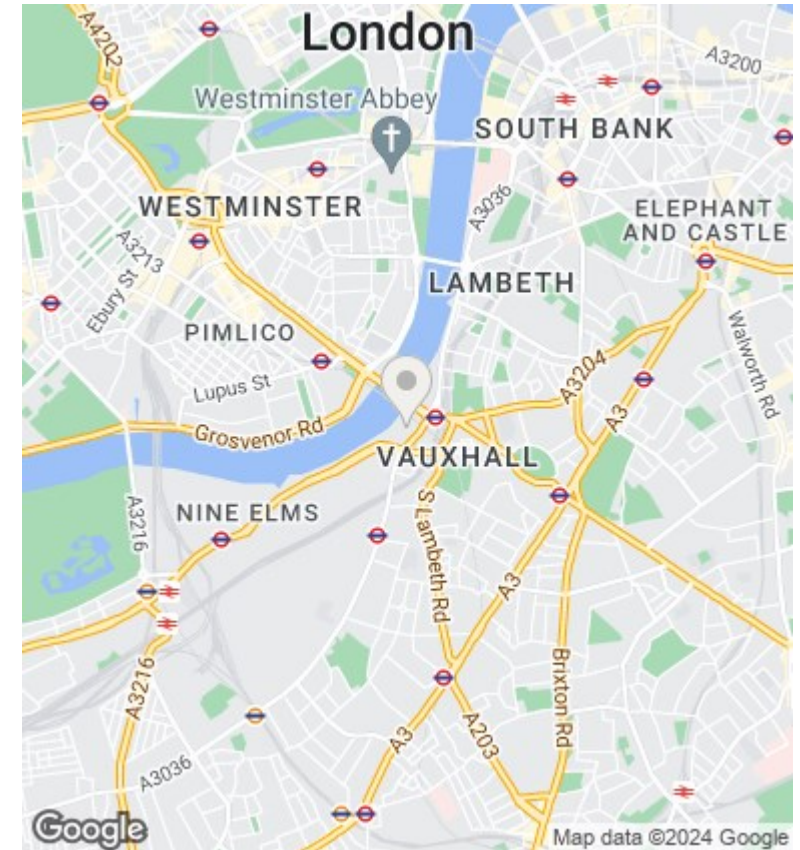 London
A4202
A3200
Westminster Abbey
SOUTH BANK
A3036
WESTMINSTER
ELEPHANT
AND CASTLE
A3213
Ebury St
LAMBETH
PIMLICO
Walworth Rd
Lupus St
A3204
A3
Grosvenor Rd
VAUXHALL
A3216
NINE ELMS
S Lambeth Rd
A3
Brixton Rd
A3216
A203
A3
A3036
Google
Map data ©2024 Google